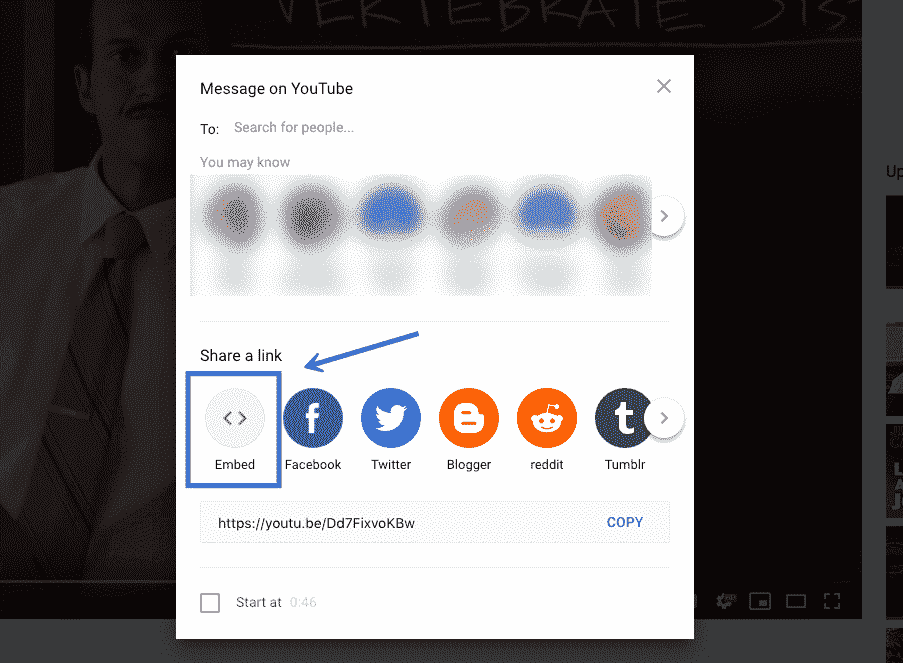 VERTEBRATE SIS
Message on YouTube
To: Search for people...
You may know
Share a link
Embed Facebook Twitter Blogger reddit Tumblr
https://youtu.be/Dd7FixvoKBw COPY
Start at 0:46
Up